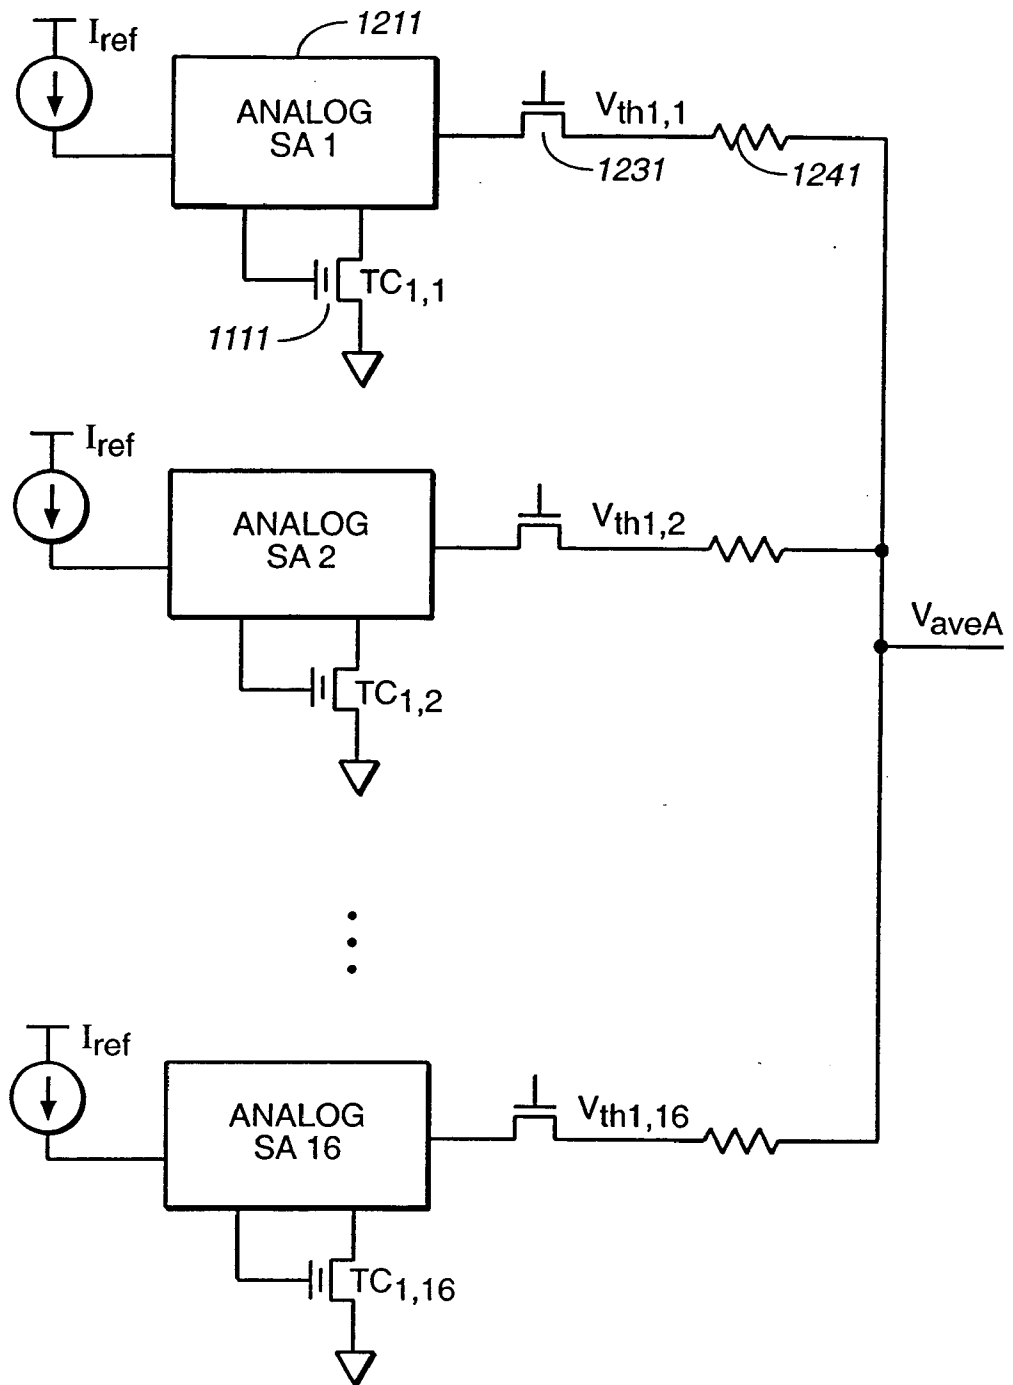 1211
Iref
ANALOG
SA 1
Vth1,1
1231
1241
TC1,1
1111
Iref
ANALOG
SA 2
Vth1,2
VaveA
TC1,2
Iref
ANALOG
SA 16
Vth1,16
TC1,16